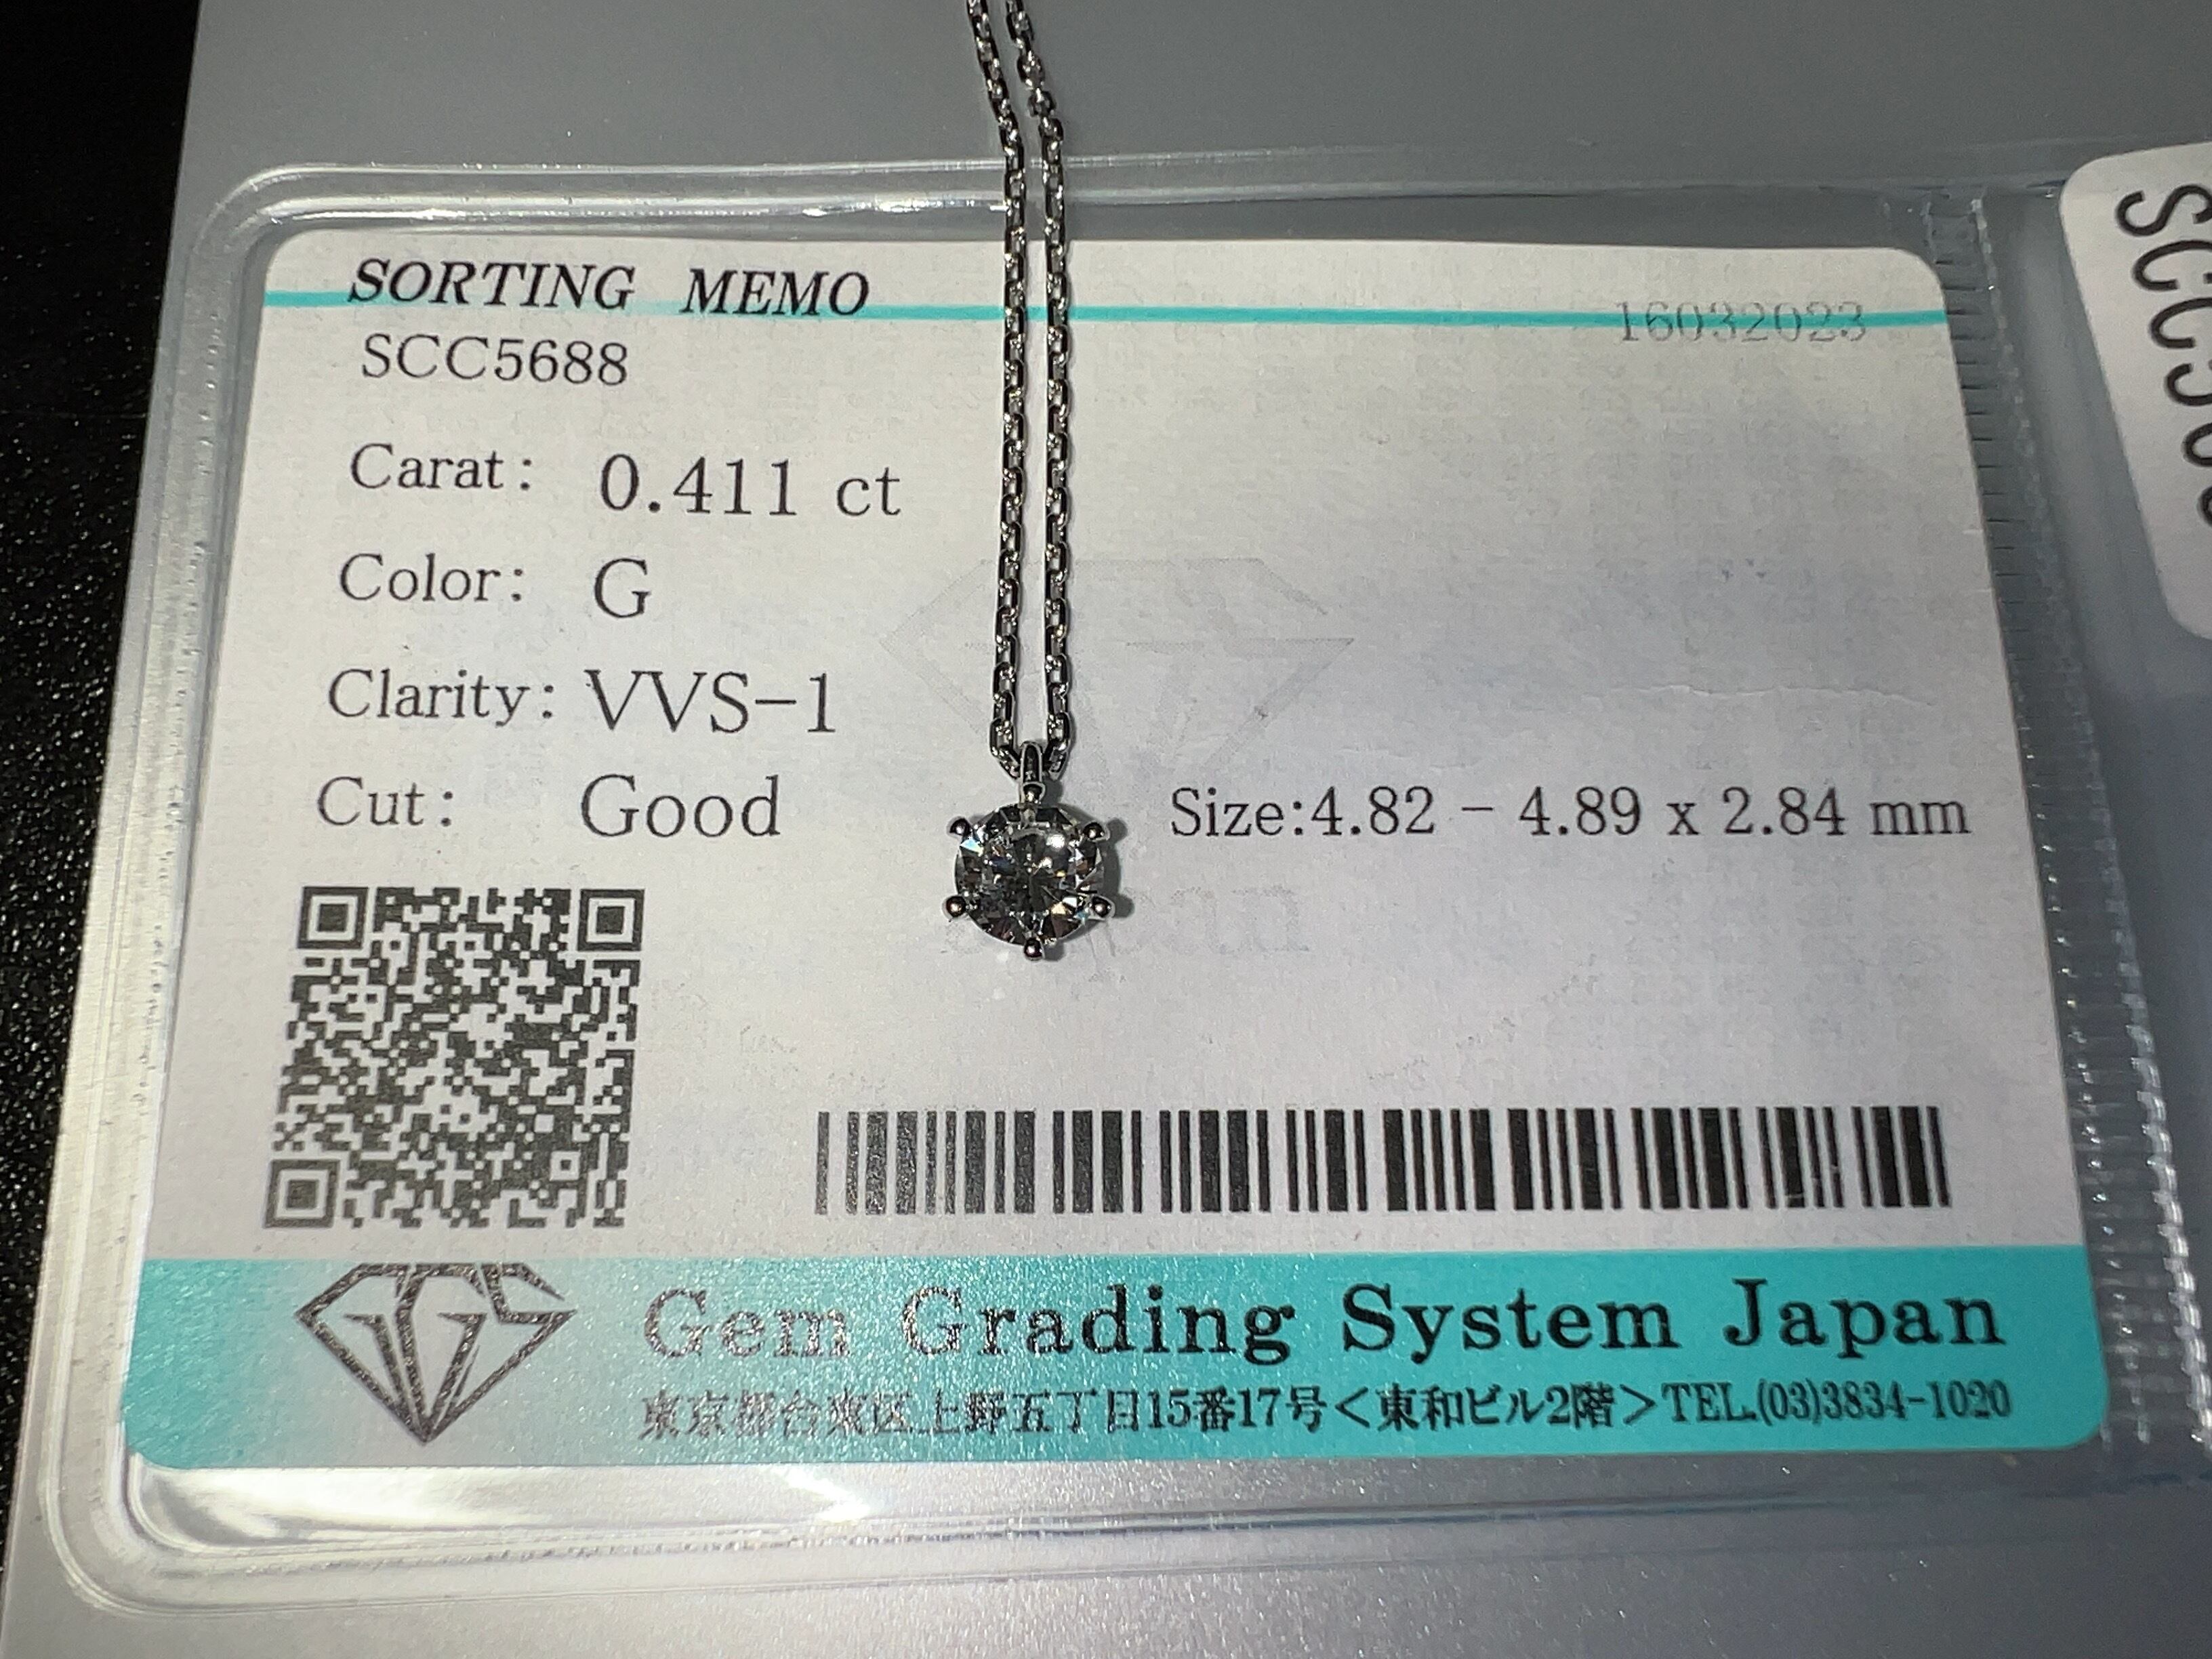 SORTING MEMO
16032023
SCC5688
Carat: 0.411 ct
Color: G
Clarity: VVS-1
Cut: Good
Size:4.82 - 4.89 x 2.84 mm
Gem Grading System Japan
東京都台東区上野五丁目15番17号<東和ビル2階>TEL.(03)3834-1020